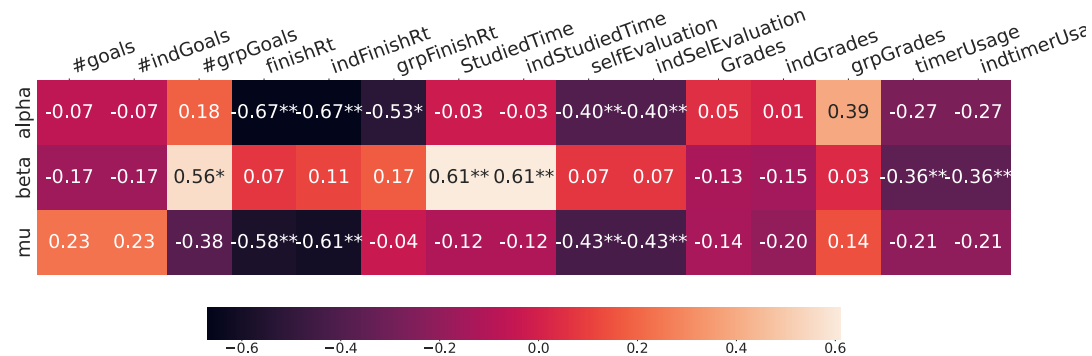 #goals #indGoals #grpGoals finishRt indFinishRt grpFinishRt StudiedTime indStudiedTime selfEvaluation indSelEvaluation Grades indGrades grpGrades timerUsage indtimerUsa
alpha -0.07 -0.07 0.18 -0.67** -0.67** -0.53* -0.03 -0.03 -0.40** -0.40** 0.05 0.01 0.39 -0.27 -0.27
beta -0.17 -0.17 0.56* 0.07 0.11 0.17 0.61** 0.61** 0.07 0.07 -0.13 -0.15 0.03 -0.36** -0.36**
mu 0.23 0.23 -0.38 -0.58** -0.61** -0.04 -0.12 -0.12 -0.43** -0.43** -0.14 -0.20 0.14 -0.21 -0.21
−0.6 −0.4 −0.2 0.0 0.2 0.4 0.6